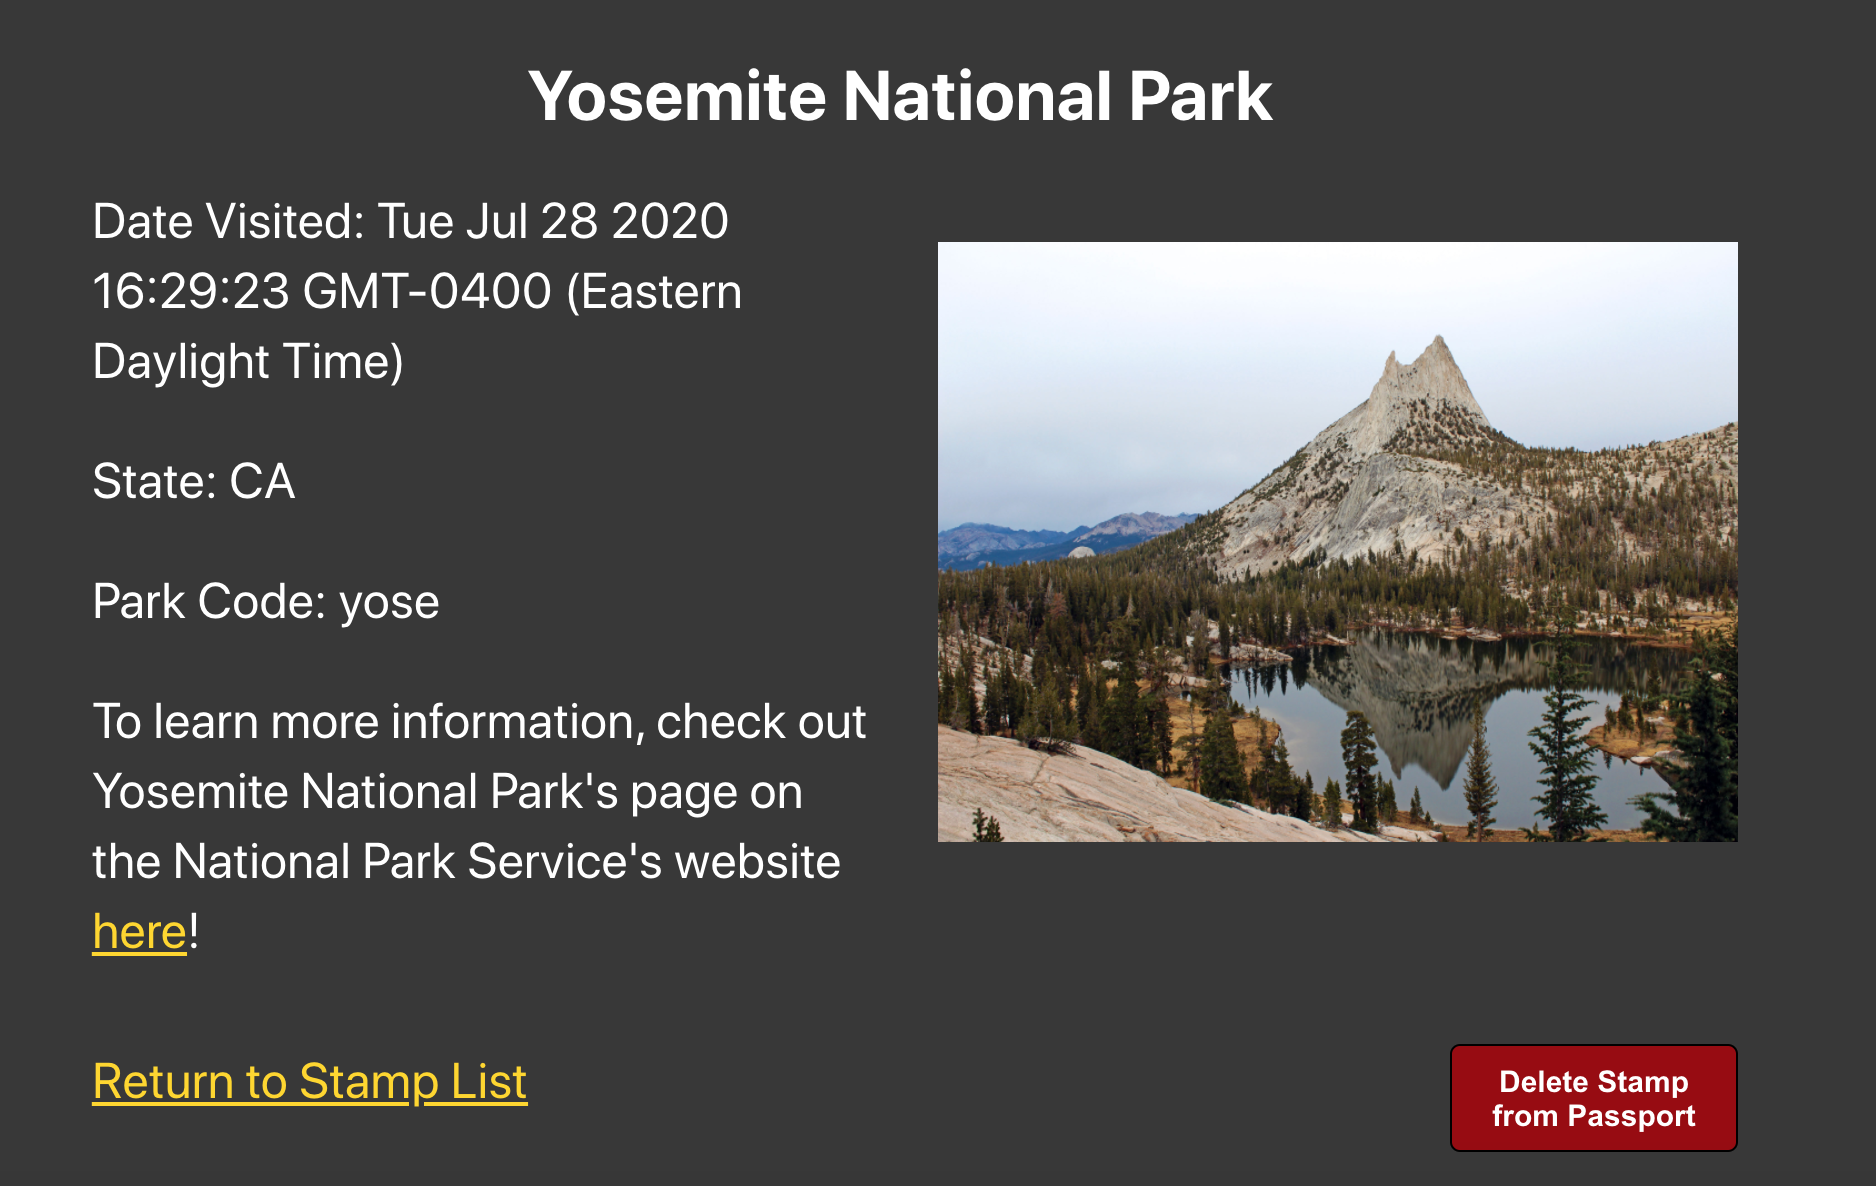 Yosemite National Park
Date Visited: Tue Jul 28 2020
16:29:23 GMT-0400 (Eastern
Daylight Time)
State: CA
Park Code: yose
To learn more information, check out
Yosemite National Park's page on
the National Park Service's website
here!
Return to Stamp List
Delete Stamp
from Passport